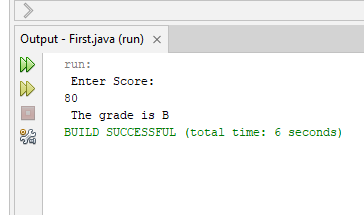 Output - First.java (run) ×
run:
Enter Score:
80
The grade is B
BUILD SUCCESSFUL (total time: 6 seconds)